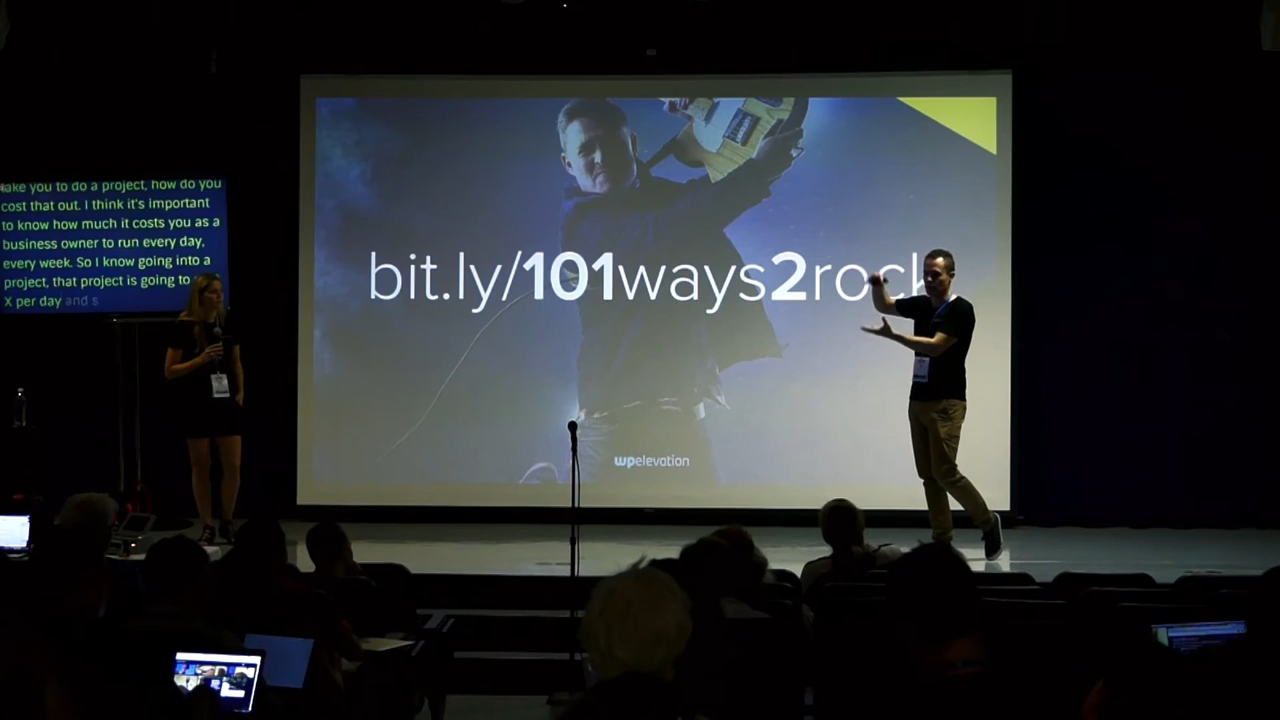 take you to do a project, how do you
cost that out. I think it's important
to know how much it costs you as a
business owner to run every day,
every week. So I know going into a
project, that project is going to
X per day and s
bit.ly/101ways2rock
wpelevation